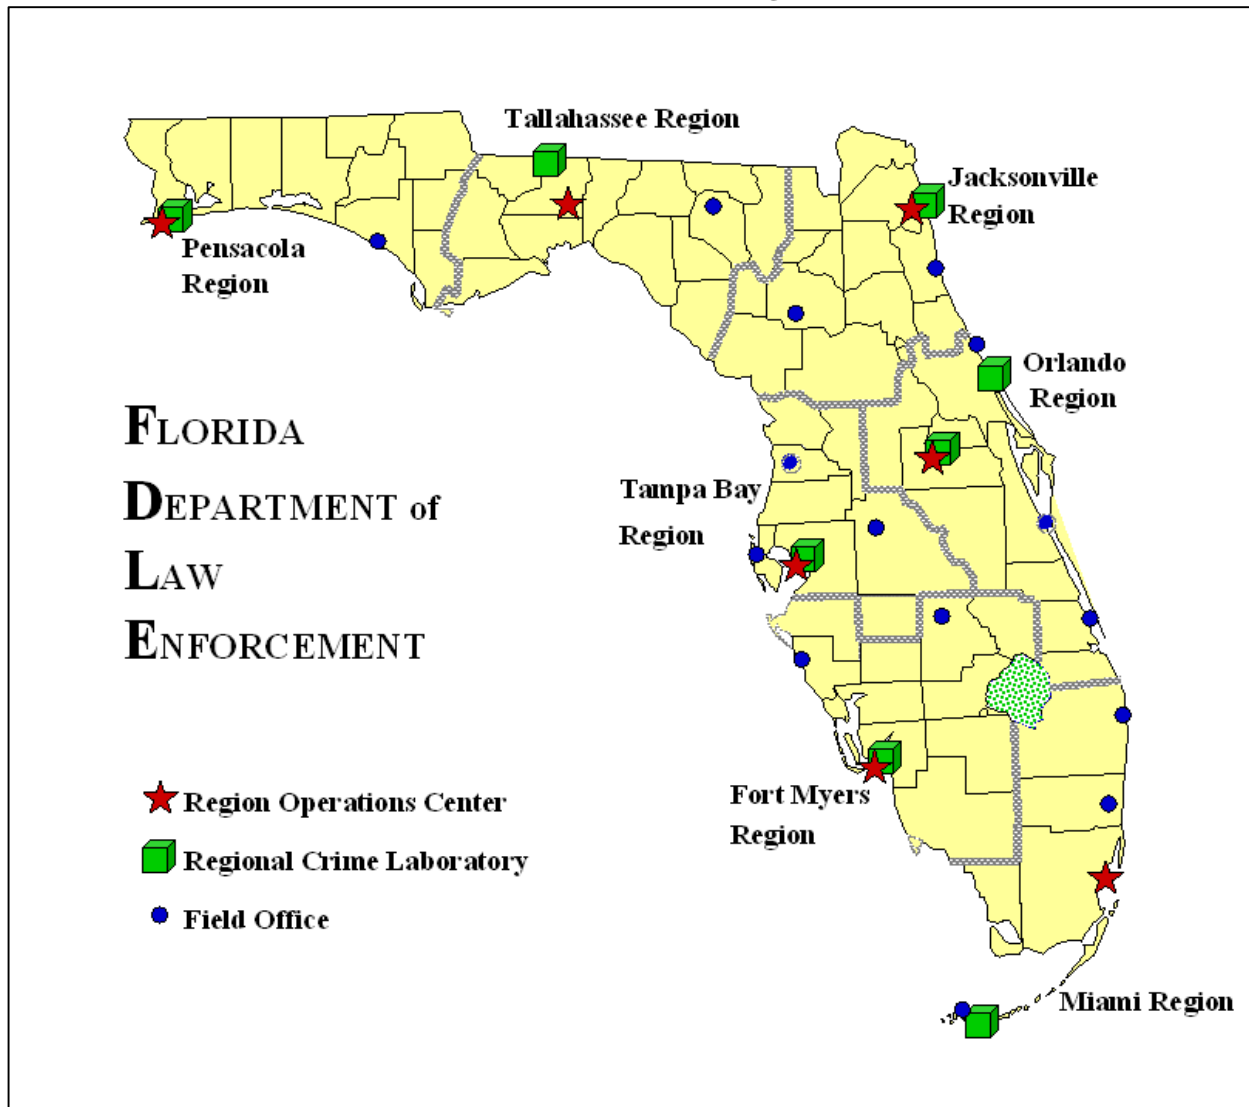 Tallahassee Region
Jacksonville
Region
Pensacola
Region
Orlando
Region
FLORIDA
DEPARTMENT of
LAW
ENFORCEMENT
Tampa Bay
Region
Fort Myers
Region
Region Operations Center
Regional Crime Laboratory
Field Office
Miami Region